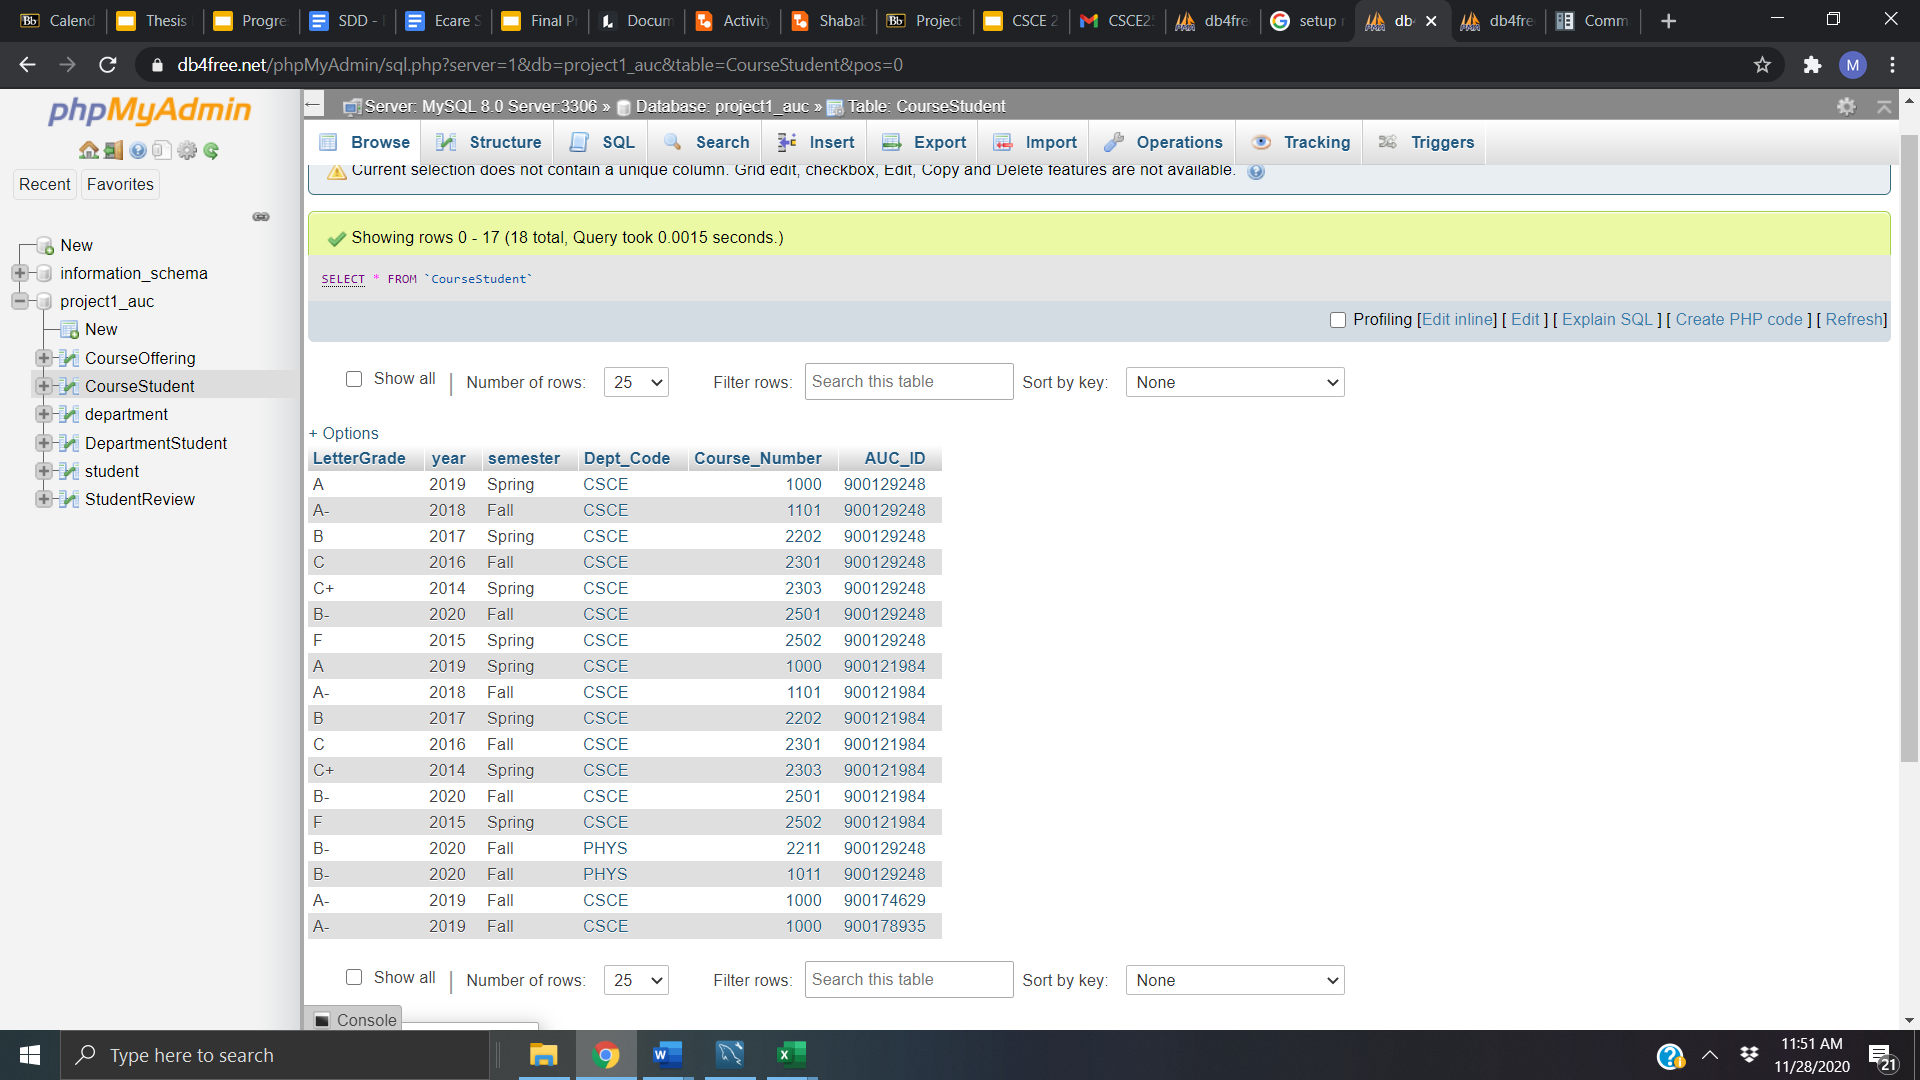 Bb Calend Thesis Progre SDD - Ecare S Final P Docum Activity Shabab Bb Project CSCE 2 CSCE2 db4fre setup db db4fre Comm
db4free.net/phpMyAdmin/sql.php?server=1&db=project1_auc&table=CourseStudent&pos=0 M
phpMyAdmin
Recent Favorites
New
information_schema
project1_auc
New
CourseOffering
CourseStudent
department
DepartmentStudent
student
StudentReview
Server: MySQL 8.0 Server:3306 » Database: project1_auc » Table: CourseStudent
Browse Structure SQL Search Insert Export Import Operations Tracking Triggers
Current selection does not contain a unique column. Grid edit, checkbox, Edit, Copy and Delete features are not available.
Showing rows 0 - 17 (18 total, Query took 0.0015 seconds.)
SELECT * FROM `CourseStudent`
Profiling [Edit inline] [ Edit ] [ Explain SQL ] [ Create PHP code ] [ Refresh]
Show all | Number of rows: 25 Filter rows: Search this table Sort by key: None
+ Options
LetterGrade year semester Dept_Code Course_Number AUC_ID
A 2019 Spring CSCE 1000 900129248
A- 2018 Fall CSCE 1101 900129248
B 2017 Spring CSCE 2202 900129248
C 2016 Fall CSCE 2301 900129248
C+ 2014 Spring CSCE 2303 900129248
B- 2020 Fall CSCE 2501 900129248
F 2015 Spring CSCE 2502 900129248
A 2019 Spring CSCE 1000 900121984
A- 2018 Fall CSCE 1101 900121984
B 2017 Spring CSCE 2202 900121984
C 2016 Fall CSCE 2301 900121984
C+ 2014 Spring CSCE 2303 900121984
B- 2020 Fall CSCE 2501 900121984
F 2015 Spring CSCE 2502 900121984
B- 2020 Fall PHYS 2211 900129248
B- 2020 Fall PHYS 1011 900129248
A- 2019 Fall CSCE 1000 900174629
A- 2019 Fall CSCE 1000 900178935
Show all | Number of rows: 25 Filter rows: Search this table Sort by key: None
Console
Type here to search
11:51 AM
11/28/2020
21